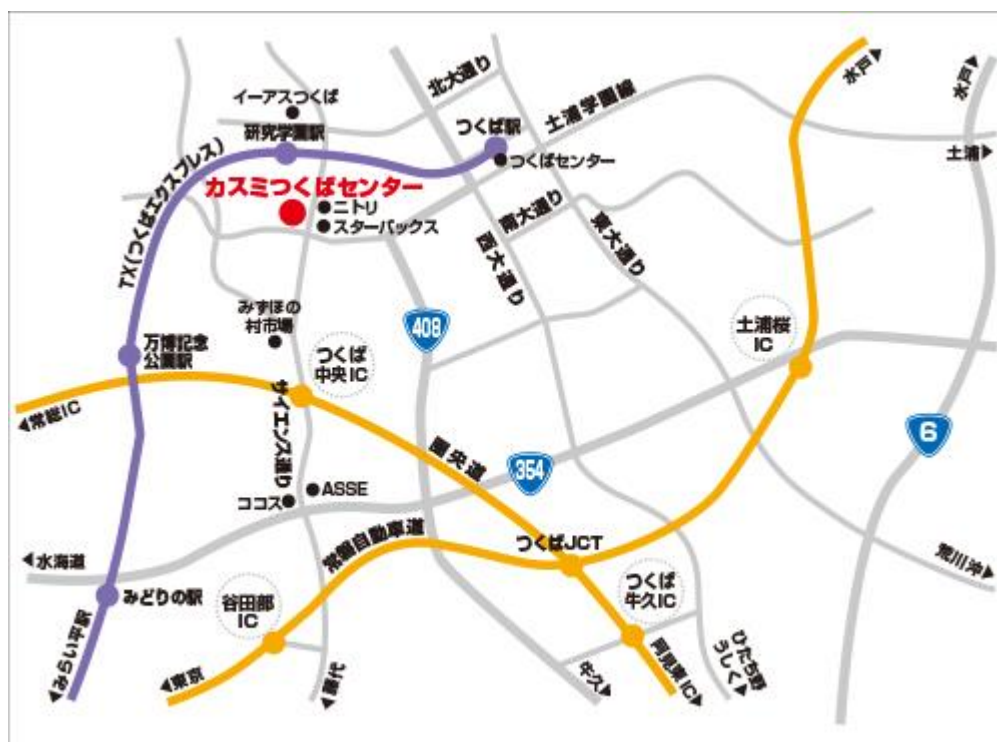 北大通り
水戸▶
水戸▶
イーアスつくば
研究学園駅
つくば駅
土浦学園線
つくばセンター
土浦▶
TX(つくばエクスプレス)
カスミつくばセンター
ニトリ
スターバックス
南大通り
東大通り
西大通り
みずほの
村市場
408
土浦桜
IC
万博記念
公園駅
つくば
中央IC
◀常総IC
サイエンス通り
圏央道
354
6
ASSE
ココス
常磐自動車道
つくばJCT
◀水海道
荒川沖▶
みどりの駅
谷田部
IC
つくば
牛久IC
◀みらい平駅
◀東京
◀藤代
牛久▶
阿見東IC▶
ひたち野
うしく▶